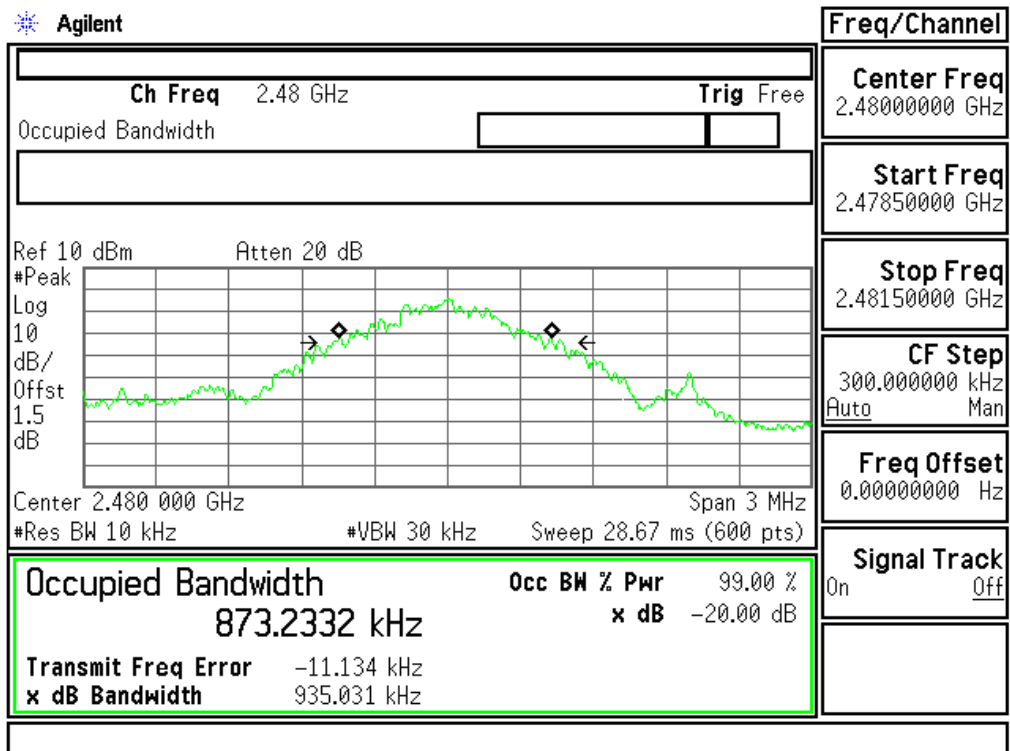 Agilent
Freq/Channel
Ch Freq 2.48 GHz
Trig Free
Occupied Bandwidth
Center Freq
2.48000000 GHz
Start Freq
2.47850000 GHz
Stop Freq
2.48150000 GHz
CF Step
300.000000 kHz
Auto Man
Freq Offset
0.00000000 Hz
Signal Track
On Off
Ref 10 dBm Atten 20 dB
#Peak
Log
10
dB/
Offst
1.5
dB
Center 2.480 000 GHz Span 3 MHz
#Res BW 10 kHz #VBW 30 kHz Sweep 28.67 ms (600 pts)
Occupied Bandwidth
873.2332 kHz
Occ BW % Pwr 99.00 %
x dB -20.00 dB
Transmit Freq Error -11.134 kHz
x dB Bandwidth 935.031 kHz